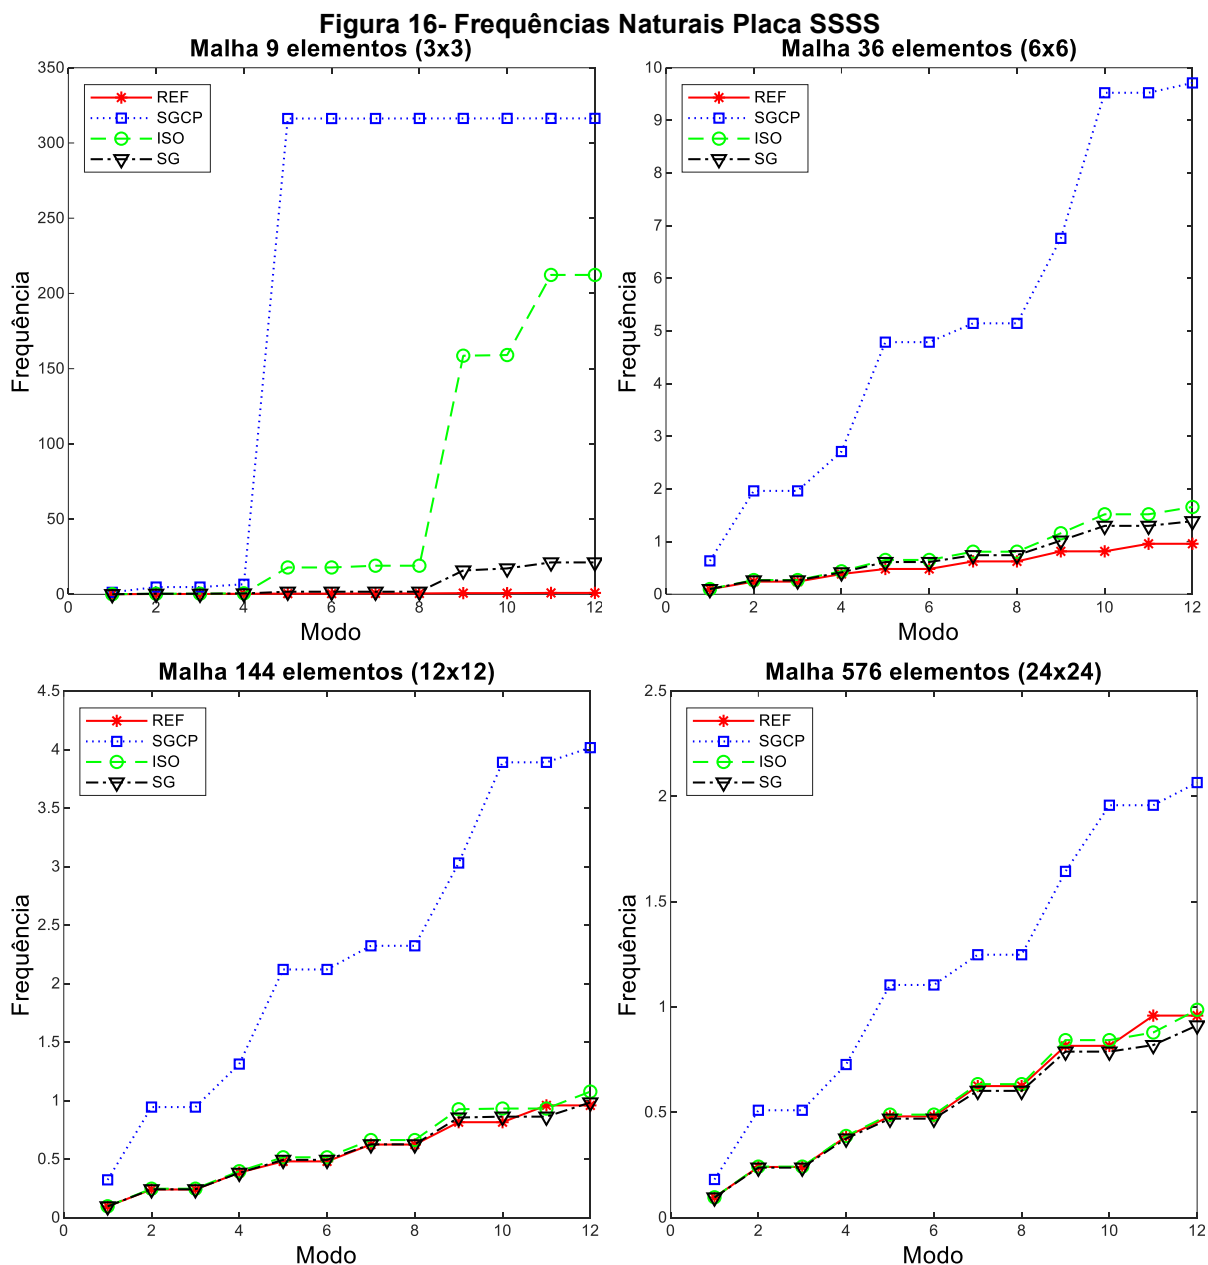 Figura 16- Frequências Naturais Placa SSSS
Malha 9 elementos (3x3)
350
300
250
200
150
100
50
0
0
2
4
6
8
10
12
Frequência
Modo
REF
SGCP
ISO
SG
Malha 36 elementos (6x6)
10
9
8
7
6
5
4
3
2
1
0
0
2
4
6
8
10
12
Frequência
Modo
REF
SGCP
ISO
SG
Malha 144 elementos (12x12)
4.5
4
3.5
3
2.5
2
1.5
1
0.5
0
0
2
4
6
8
10
12
Frequência
Modo
REF
SGCP
ISO
SG
Malha 576 elementos (24x24)
2.5
2
1.5
1
0.5
0
0
2
4
6
8
10
12
Frequência
Modo
REF
SGCP
ISO
SG